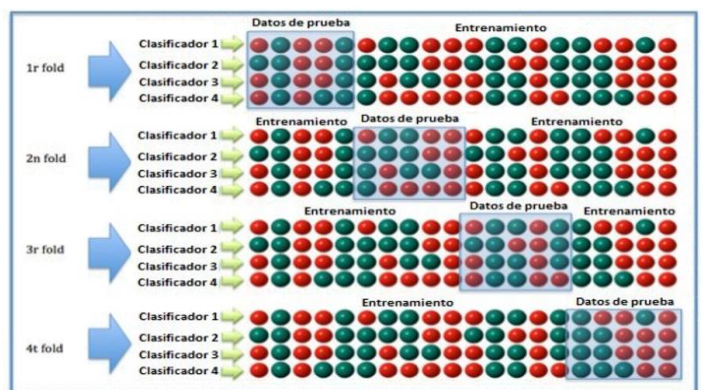 Datos de prueba Entrenamiento
1r fold
Clasificador 1
Clasificador 2
Clasificador 3
Clasificador 4
Entrenamiento Datos de prueba Entrenamiento
2n fold
Clasificador 1
Clasificador 2
Clasificador 3
Clasificador 4
Entrenamiento Datos de prueba Entrenamiento
3r fold
Clasificador 1
Clasificador 2
Clasificador 3
Clasificador 4
Entrenamiento Datos de prueba
4t fold
Clasificador 1
Clasificador 2
Clasificador 3
Clasificador 4